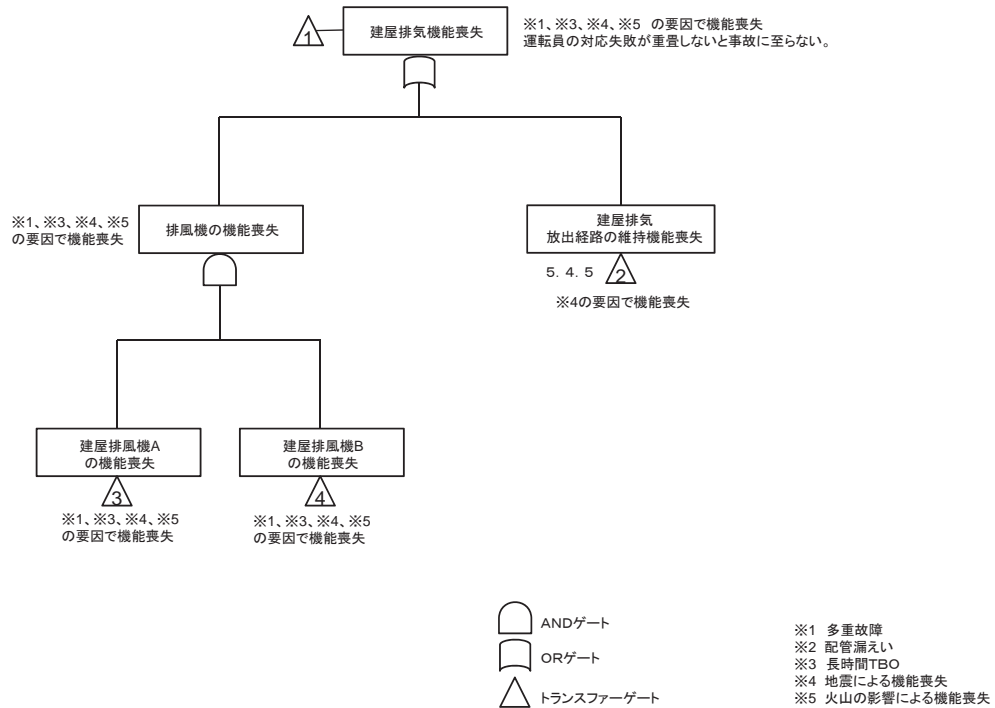 1
建屋排気機能喪失
※1、※3、※4、※5 の要因で機能喪失
運転員の対応失敗が重畳しないと事故に至らない。
※1、※3、※4、※5
の要因で機能喪失
排風機の機能喪失
建屋排気
放出経路の維持機能喪失
5. 4. 5
2
※4の要因で機能喪失
建屋排風機A
の機能喪失
3
※1、※3、※4、※5
の要因で機能喪失
建屋排風機B
の機能喪失
4
※1、※3、※4、※5
の要因で機能喪失
ANDゲート
ORゲート
トランスファーゲート
※1 多重故障
※2 配管漏えい
※3 長時間TBO
※4 地震による機能喪失
※5 火山の影響による機能喪失